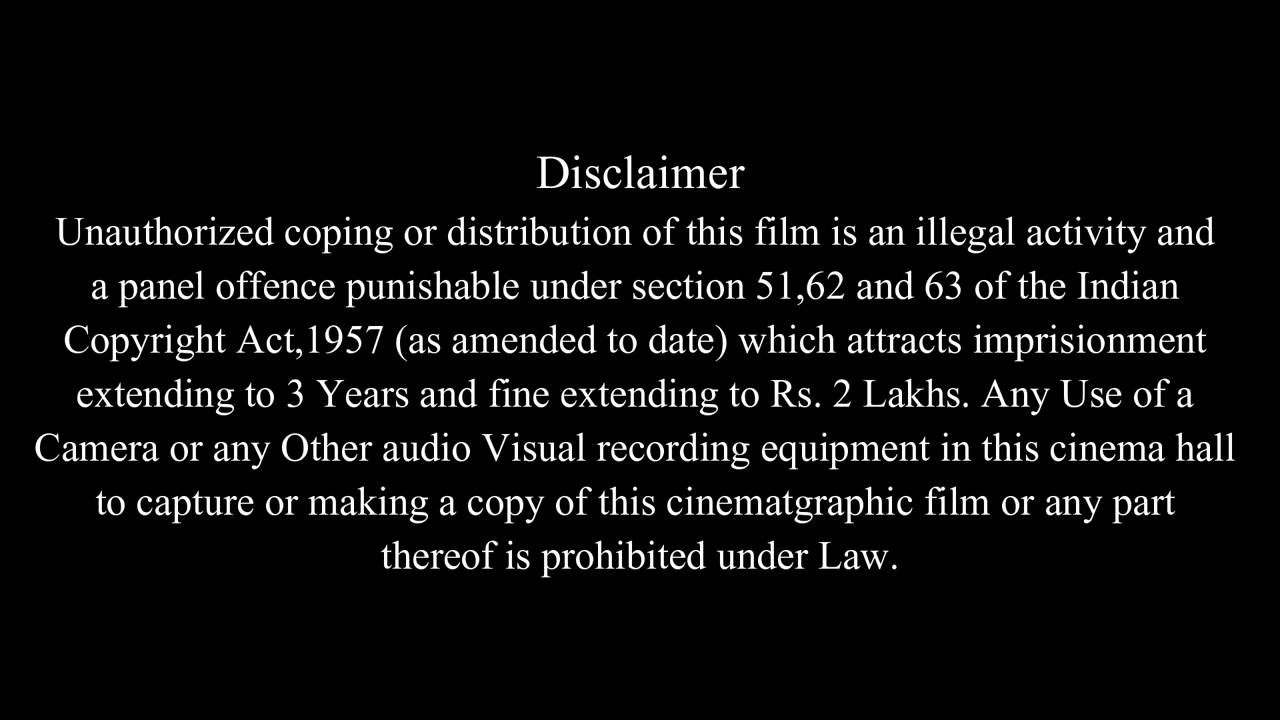 Disclaimer
Unauthorized coping or distribution of this film is an illegal activity and
a panel offence punishable under section 51,62 and 63 of the Indian
Copyright Act,1957 (as amended to date) which attracts imprisionment
extending to 3 Years and fine extending to Rs. 2 Lakhs. Any Use of a
Camera or any Other audio Visual recording equipment in this cinema hall
to capture or making a copy of this cinematgraphic film or any part
thereof is prohibited under Law.